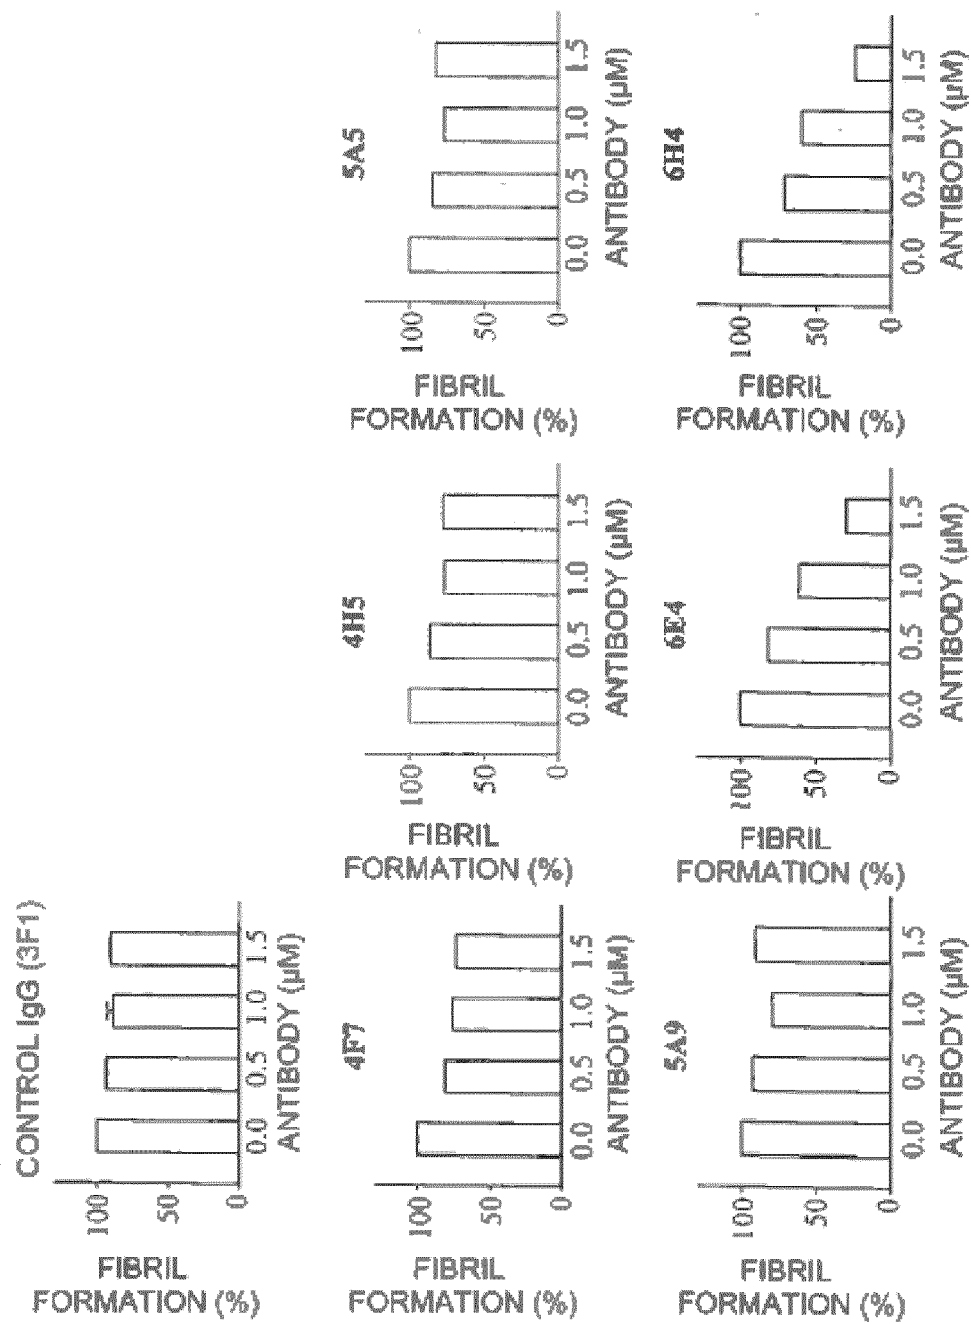 CONTROL IgG (3F1)
FIBRIL
FORMATION (%)
100
50
0
0.0 0.5 1.0 1.5
ANTIBODY (µM)
4F7
FIBRIL
FORMATION (%)
100
50
0
0.0 0.5 1.0 1.5
ANTIBODY (µM)
4H5
FIBRIL
FORMATION (%)
100
50
0
0.0 0.5 1.0 1.5
ANTIBODY (µM)
5A5
FIBRIL
FORMATION (%)
100
50
0
0.0 0.5 1.0 1.5
ANTIBODY (µM)
5A9
FIBRIL
FORMATION (%)
100
50
0
0.0 0.5 1.0 1.5
ANTIBODY (µM)
6E4
FIBRIL
FORMATION (%)
100
50
0
0.0 0.5 1.0 1.5
ANTIBODY (µM)
6H4
FIBRIL
FORMATION (%)
100
50
0
0.0 0.5 1.0 1.5
ANTIBODY (µM)